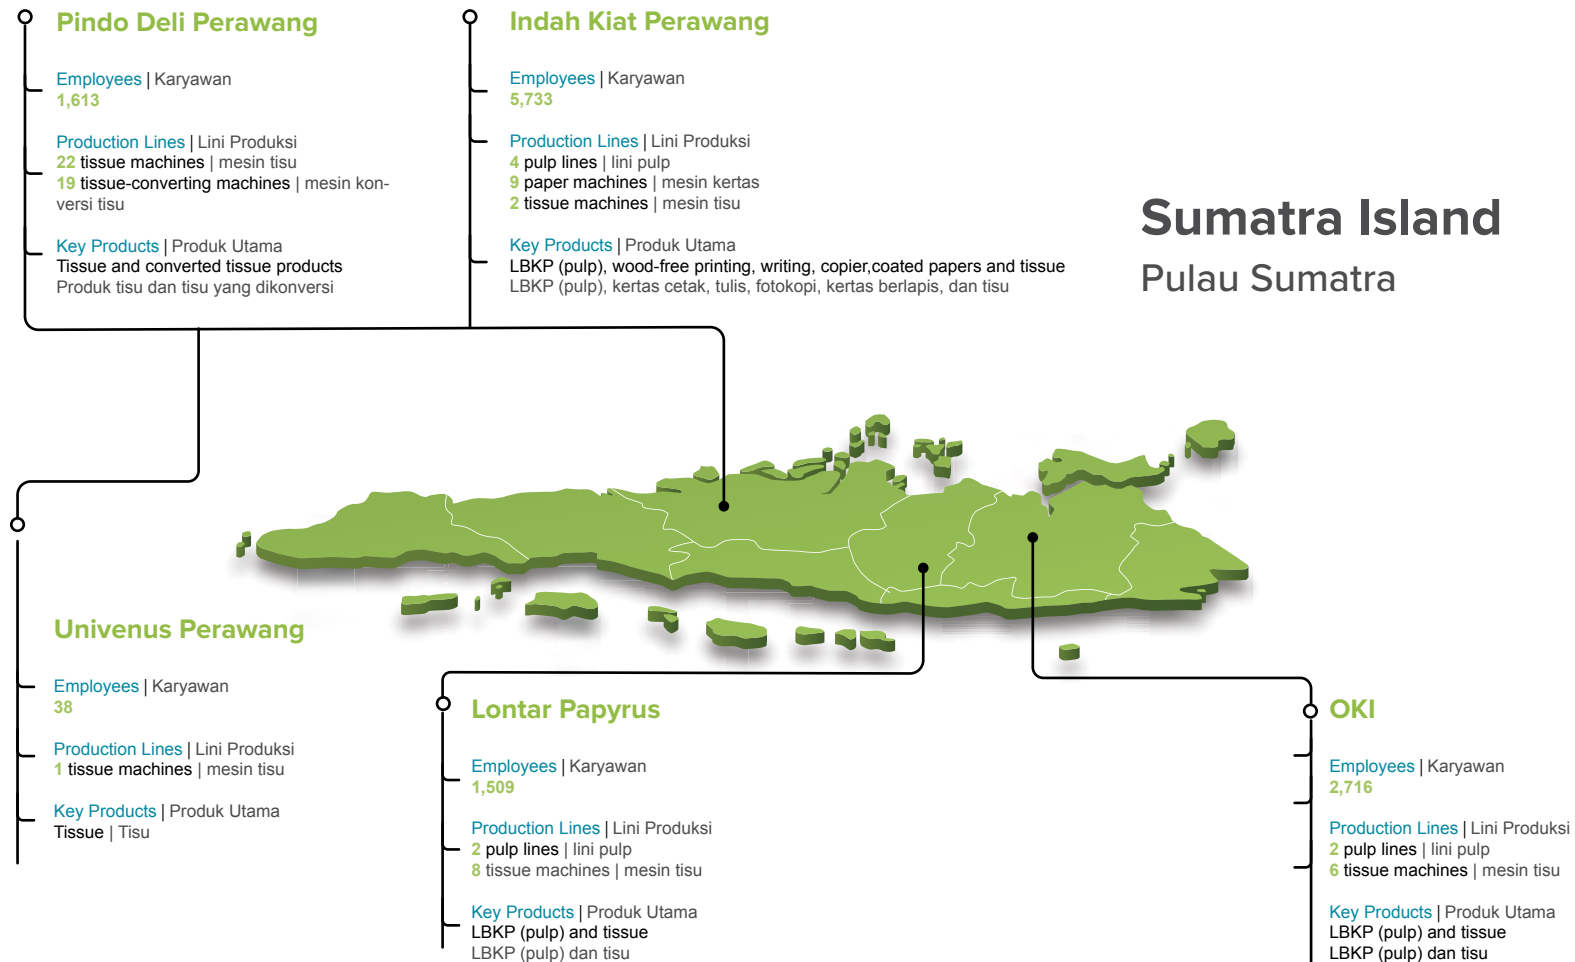 Pindo Deli Perawang
Employees | Karyawan
1,613
Production Lines | Lini Produksi
22 tissue machines | mesin tisu
19 tissue-converting machines | mesin kon-
versi tisu
Key Products | Produk Utama
Tissue and converted tissue products
Produk tisu dan tisu yang dikonversi
Indah Kiat Perawang
Employees | Karyawan
5,733
Production Lines | Lini Produksi
4 pulp lines | lini pulp
9 paper machines | mesin kertas
2 tissue machines | mesin tisu
Key Products | Produk Utama
LBKP (pulp), wood-free printing, writing, copier,coated papers and tissue
LBKP (pulp), kertas cetak, tulis, fotokopi, kertas berlapis, dan tisu
Sumatra Island
Pulau Sumatra
Univenus Perawang
Employees | Karyawan
38
Production Lines | Lini Produksi
1 tissue machines | mesin tisu
Key Products | Produk Utama
Tissue | Tisu
Lontar Papyrus
Employees | Karyawan
1,509
Production Lines | Lini Produksi
2 pulp lines | lini pulp
8 tissue machines | mesin tisu
Key Products | Produk Utama
LBKP (pulp) and tissue
LBKP (pulp) dan tisu
OKI
Employees | Karyawan
2,716
Production Lines | Lini Produksi
2 pulp lines | lini pulp
6 tissue machines | mesin tisu
Key Products | Produk Utama
LBKP (pulp) and tissue
LBKP (pulp) dan tisu